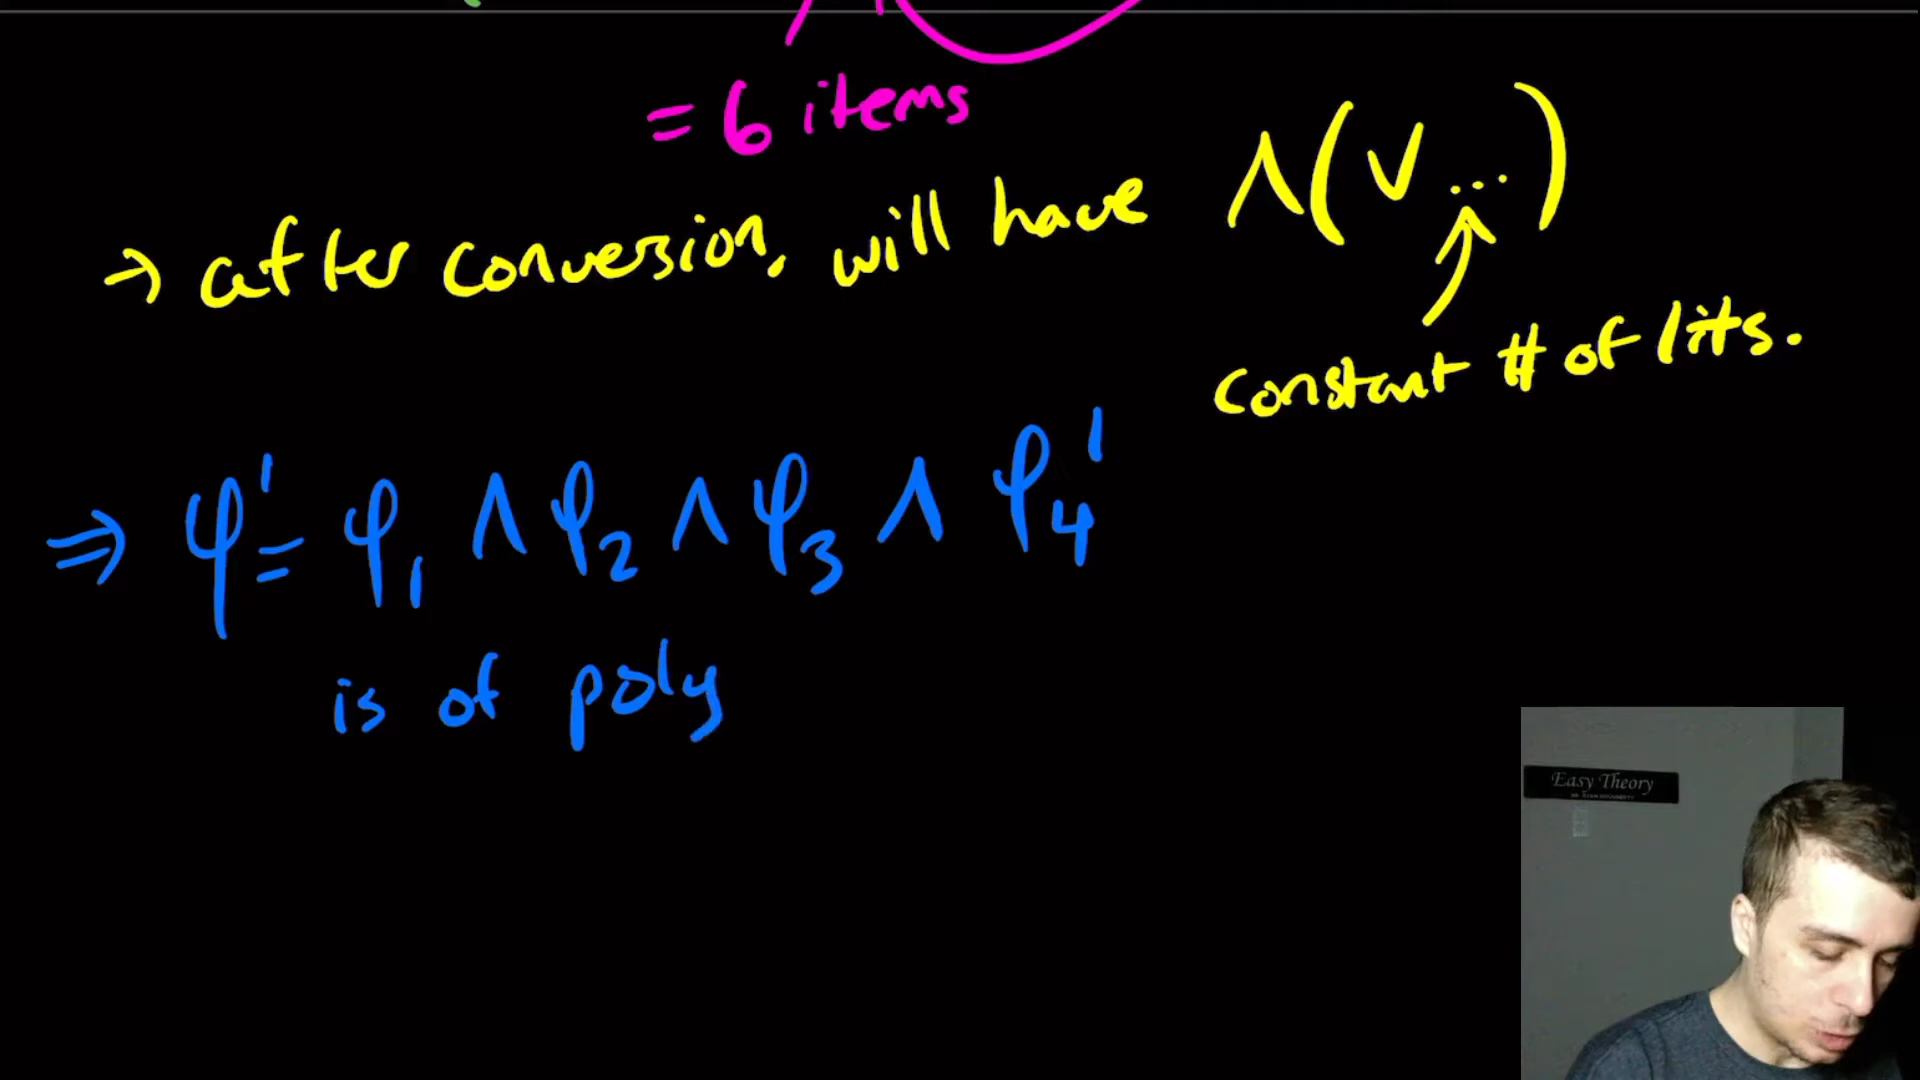 = 6 items
→ after conversion, will have ∧(∨ ...)
constant # of lits.
⇒ φ' = φ₁ ∧ φ₂ ∧ φ₃ ∧ φ₄'
is of poly
Easy Theory